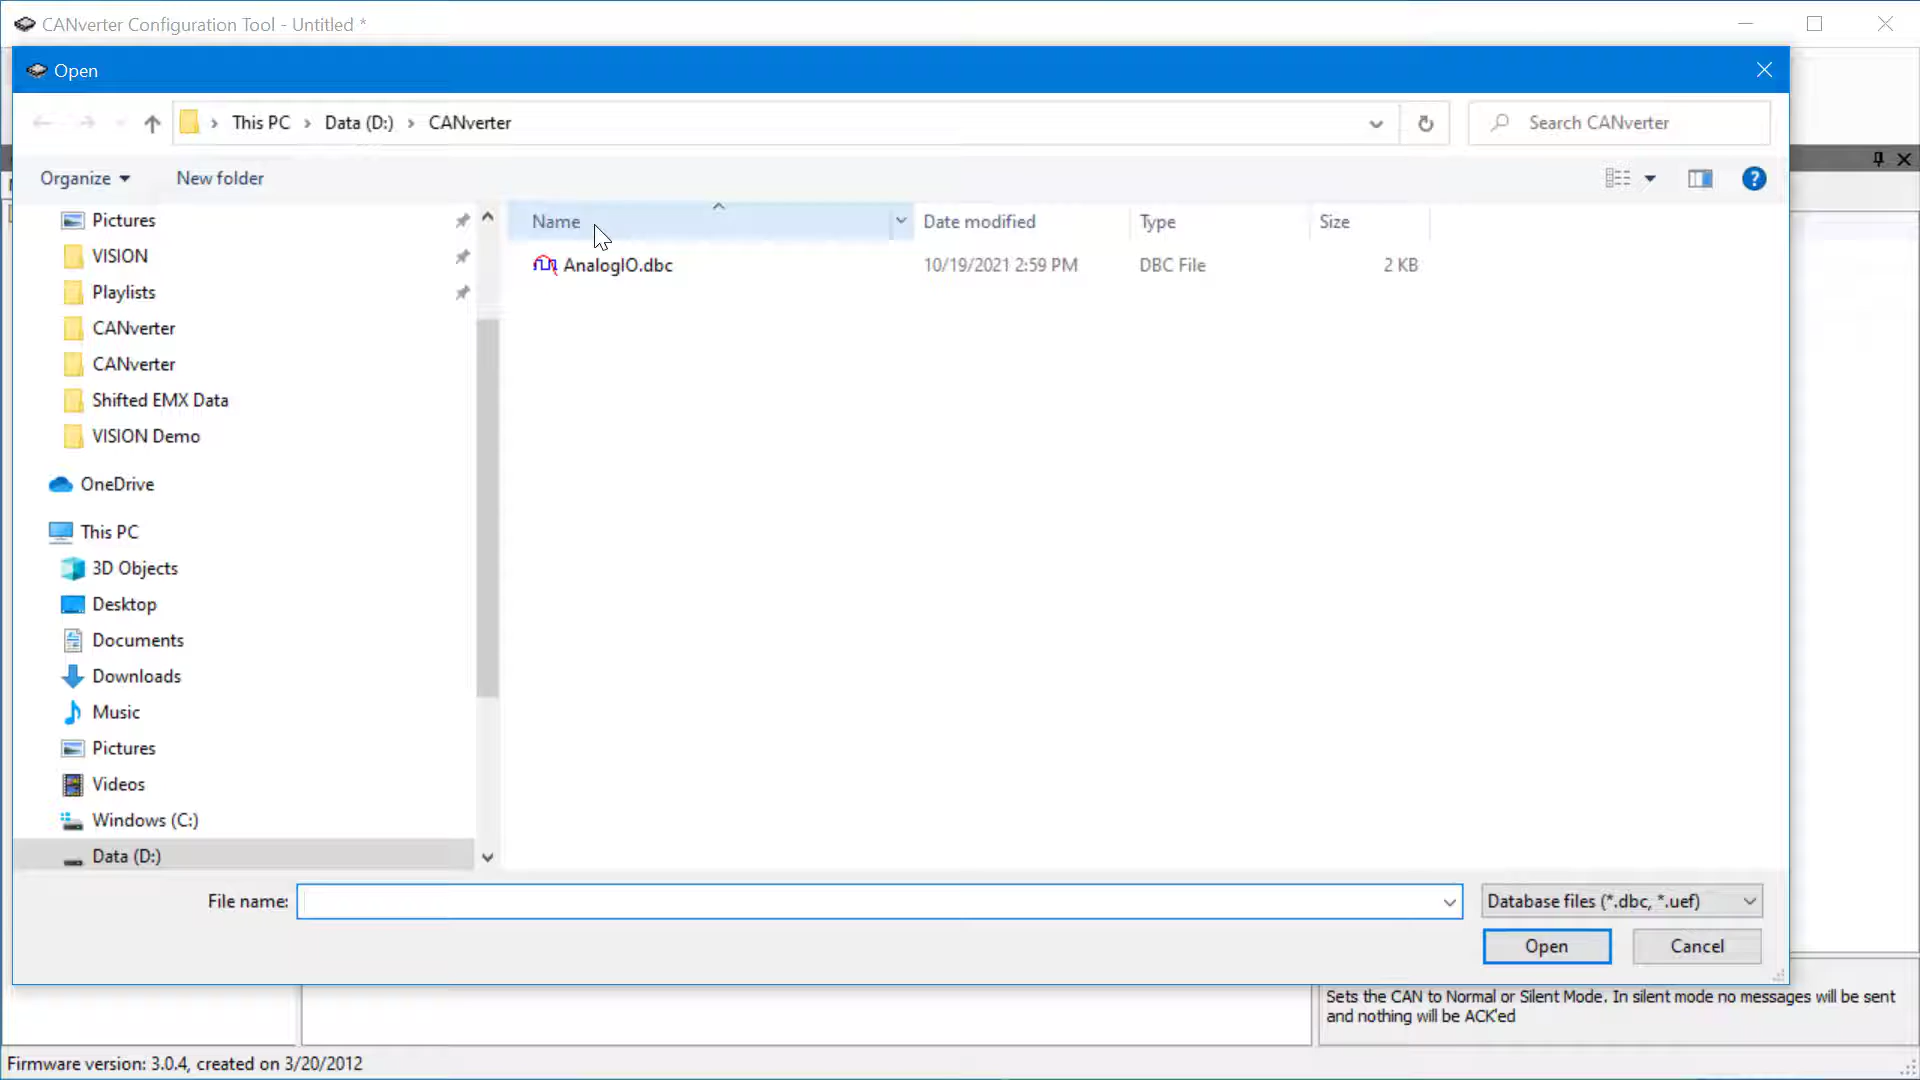 CANverter Configuration Tool - Untitled *
Open
This PC > Data (D:) > CANverter
Search CANverter
Organize
New folder
Name
Date modified
Type
Size
AnalogIO.dbc
10/19/2021 2:59 PM
DBC File
2 KB
Pictures
VISION
Playlists
CANverter
CANverter
Shifted EMX Data
VISION Demo
OneDrive
This PC
3D Objects
Desktop
Documents
Downloads
Music
Pictures
Videos
Windows (C:)
Data (D:)
File name:
Database files (*.dbc, *.uef)
Open
Cancel
Sets the CAN to Normal or Silent Mode. In silent mode no messages will be sent
and nothing will be ACK'ed
Firmware version: 3.0.4, created on 3/20/2012